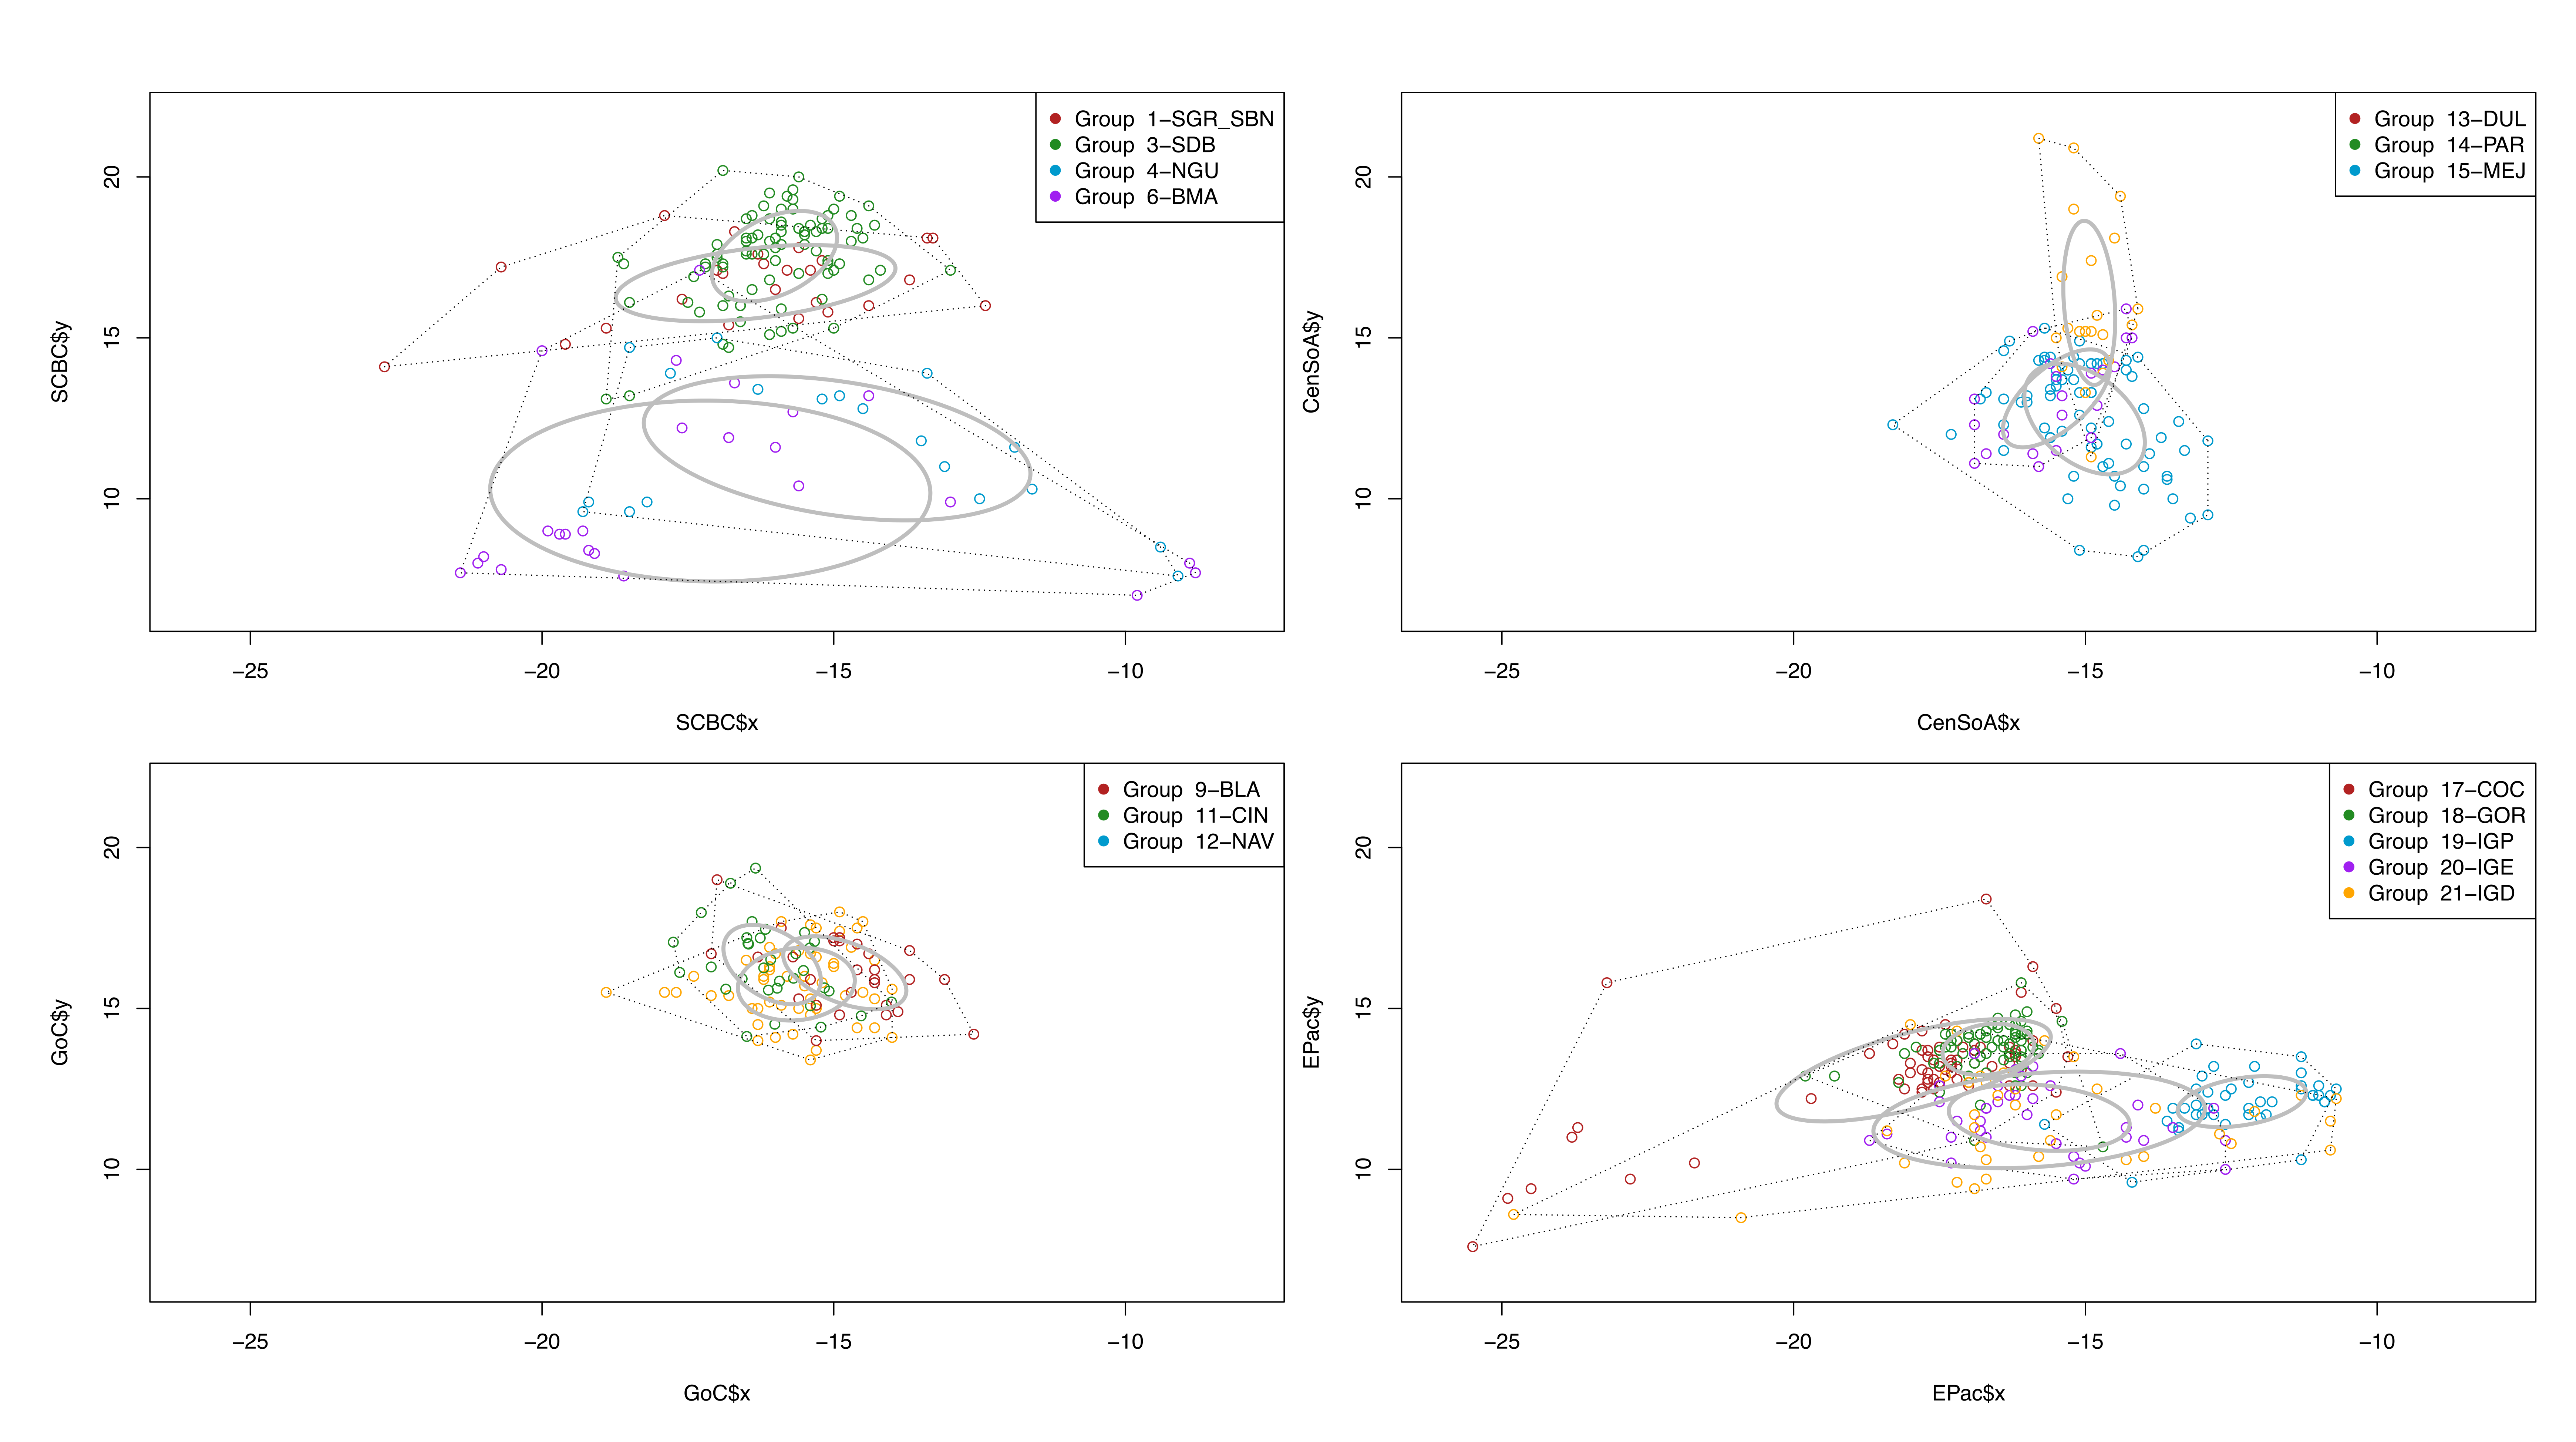 Group 1−SGR_SBN
Group 3−SDB
Group 4−NGU
Group 6−BMA
20
15
10
SCBC$y
−25 −20 −15 −10
SCBC$x
Group 13−DUL
Group 14−PAR
Group 15−MEJ
20
15
10
CenSoA$y
−25 −20 −15 −10
CenSoA$x
Group 9−BLA
Group 11−CIN
Group 12−NAV
20
15
10
GoC$y
−25 −20 −15 −10
GoC$x
Group 17−COC
Group 18−GOR
Group 19−IGP
Group 20−IGE
Group 21−IGD
20
15
10
EPac$y
−25 −20 −15 −10
EPac$x